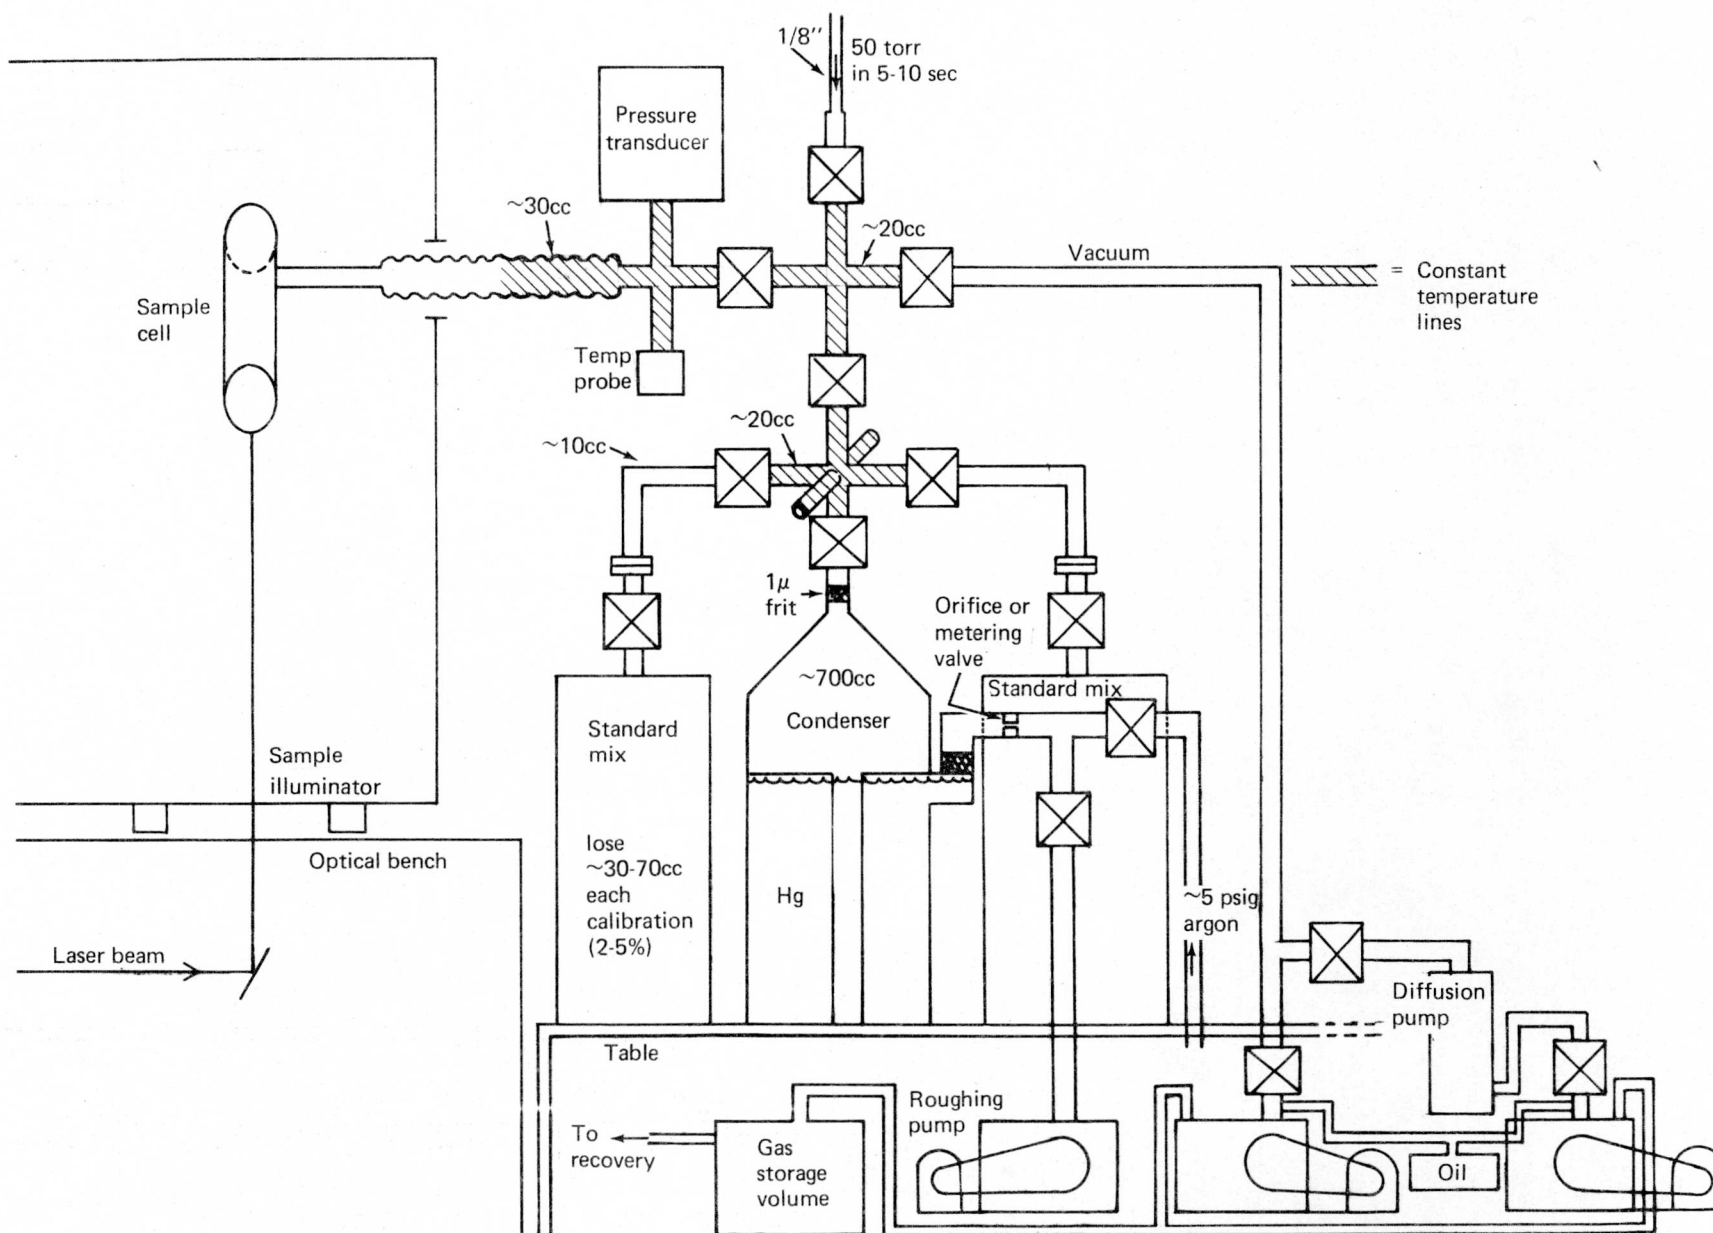 1/8''
50 torr
in 5-10 sec
Pressure
transducer
~30cc
~20cc
Vacuum
= Constant
temperature
lines
Sample
cell
Temp
probe
~20cc
~10cc
1μ
frit
Orifice or
metering
valve
~700cc
Condenser
Standard mix
Standard
mix
Sample
illuminator
lose
~30-70cc
each
calibration
(2-5%)
Optical bench
Hg
~5 psig
argon
Laser beam
Diffusion
pump
Table
Roughing
pump
To
recovery
Gas
storage
volume
Oil